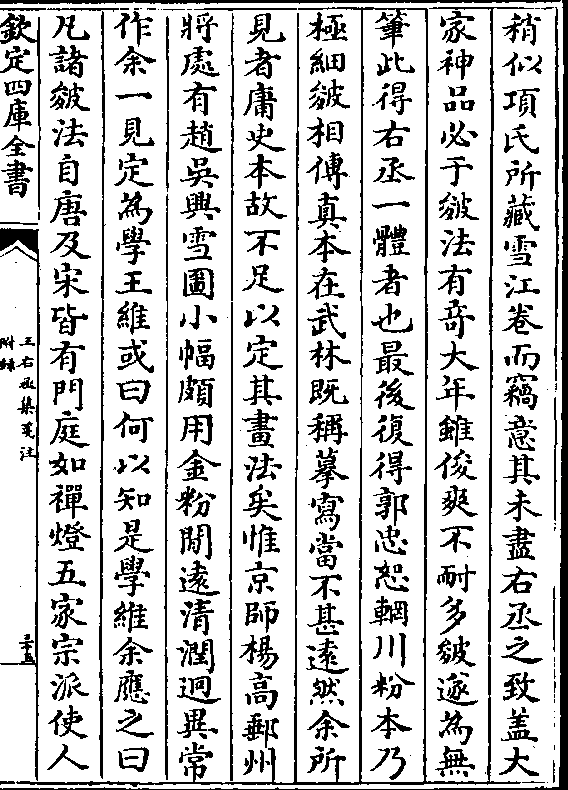 稍似項氏所藏雪江卷而竊意其未盡右丞之致蓋大
家神品必于皴法有奇大年雖俊爽不耐多皴遂為無
筆此得右丞一體者也最後復得郭忠恕輞川粉本乃
極細皴相傳真本在武林既稱摹寫當不甚遠然余所
見者庸史本故不足以定其畫法矣惟京師楊高郵州
將處有趙吳興雪圖小幅頗用金粉閒遠清潤迥異常
作余一見定為學王維或曰何以知是學維余應之曰
凡諸皴法自唐及宋皆有門庭如禪燈五家宗派使人
欽定四庫全書
王右丞集箋注
附錄
三十五